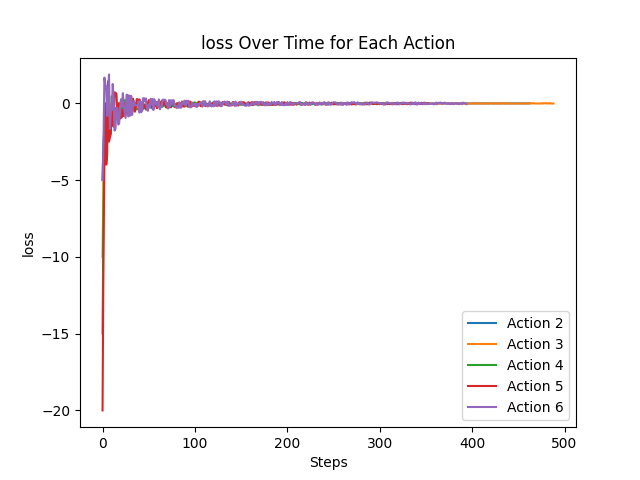 loss Over Time for Each Action
0
−5
−10
−15
−20
loss
0
100
200
300
400
500
Steps
Action 2
Action 3
Action 4
Action 5
Action 6